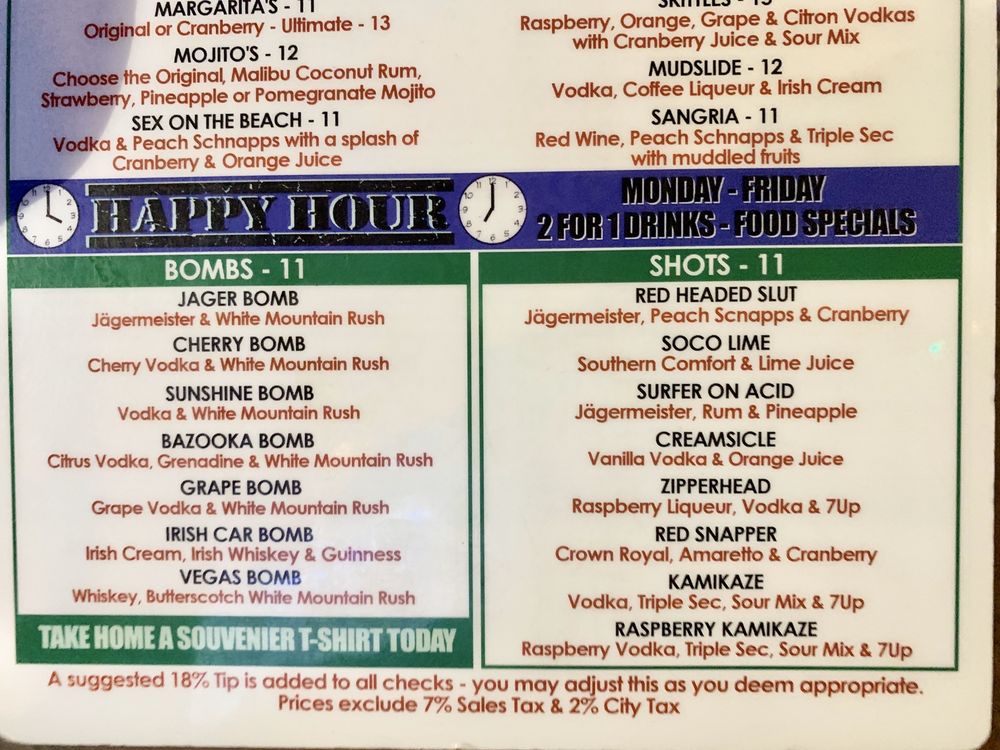 MARGARITA'S - 11
Original or Cranberry - Ultimate - 13
MOJITO'S - 12
Choose the Original, Malibu Coconut Rum,
Strawberry, Pineapple or Pomegranate Mojito
SEX ON THE BEACH - 11
Vodka & Peach Schnapps with a splash of
Cranberry & Orange Juice
SKITTLES - 13
Raspberry, Orange, Grape & Citron Vodkas
with Cranberry Juice & Sour Mix
MUDSLIDE - 12
Vodka, Coffee Liqueur & Irish Cream
SANGRIA - 11
Red Wine, Peach Schnapps & Triple Sec
with muddled fruits
HAPPY HOUR
MONDAY - FRIDAY
2 FOR 1 DRINKS - FOOD SPECIALS
BOMBS - 11
JAGER BOMB
Jägermeister & White Mountain Rush
CHERRY BOMB
Cherry Vodka & White Mountain Rush
SUNSHINE BOMB
Vodka & White Mountain Rush
BAZOOKA BOMB
Citrus Vodka, Grenadine & White Mountain Rush
GRAPE BOMB
Grape Vodka & White Mountain Rush
IRISH CAR BOMB
Irish Cream, Irish Whiskey & Guinness
VEGAS BOMB
Whiskey, Butterscotch White Mountain Rush
TAKE HOME A SOUVENIER T-SHIRT TODAY
SHOTS - 11
RED HEADED SLUT
Jägermeister, Peach Scnapps & Cranberry
SOCO LIME
Southern Comfort & Lime Juice
SURFER ON ACID
Jägermeister, Rum & Pineapple
CREAMSICLE
Vanilla Vodka & Orange Juice
ZIPPERHEAD
Raspberry Liqueur, Vodka & 7Up
RED SNAPPER
Crown Royal, Amaretto & Cranberry
KAMIKAZE
Vodka, Triple Sec, Sour Mix & 7Up
RASPBERRY KAMIKAZE
Raspberry Vodka, Triple Sec, Sour Mix & 7Up
A suggested 18% Tip is added to all checks - you may adjust this as you deem appropriate.
Prices exclude 7% Sales Tax & 2% City Tax